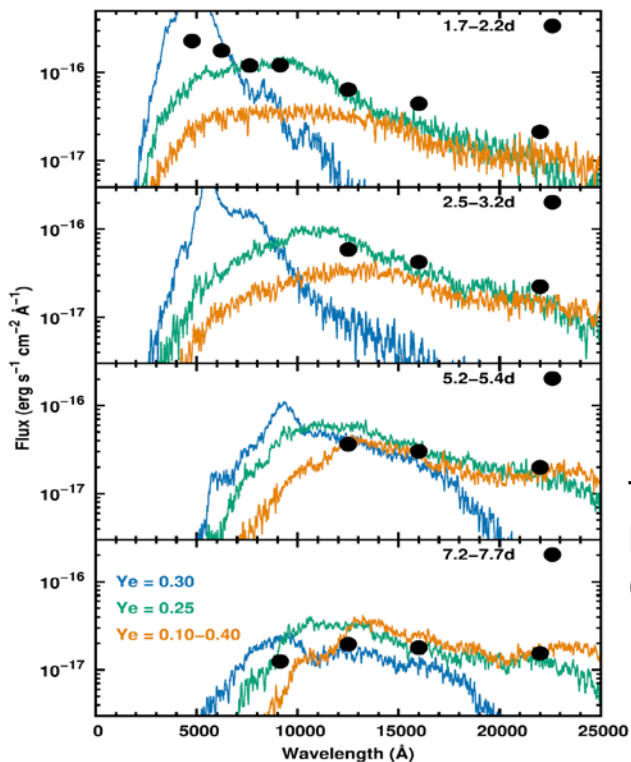 1.7−2.2d
10⁻¹⁶
10⁻¹⁷
2.5−3.2d
10⁻¹⁶
10⁻¹⁷
5.2−5.4d
10⁻¹⁶
10⁻¹⁷
7.2−7.7d
10⁻¹⁶
10⁻¹⁷
Ye = 0.30
Ye = 0.25
Ye = 0.10−0.40
0 5000 10000 15000 20000 25000
Wavelength (Å)
Flux (erg s⁻¹ cm⁻² Å⁻¹)